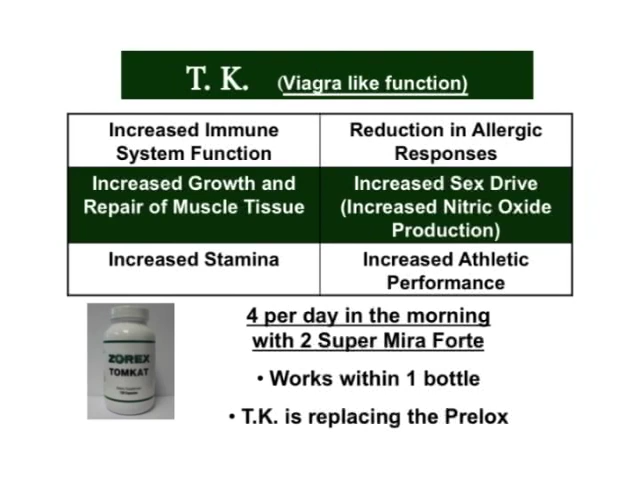 T. K. (Viagra like function)
Increased Immune
System Function
Reduction in Allergic
Responses
Increased Growth and
Repair of Muscle Tissue
Increased Sex Drive
(Increased Nitric Oxide
Production)
Increased Stamina
Increased Athletic
Performance
4 per day in the morning
with 2 Super Mira Forte
• Works within 1 bottle
• T.K. is replacing the Prelox
ZOREX
TOMKAT